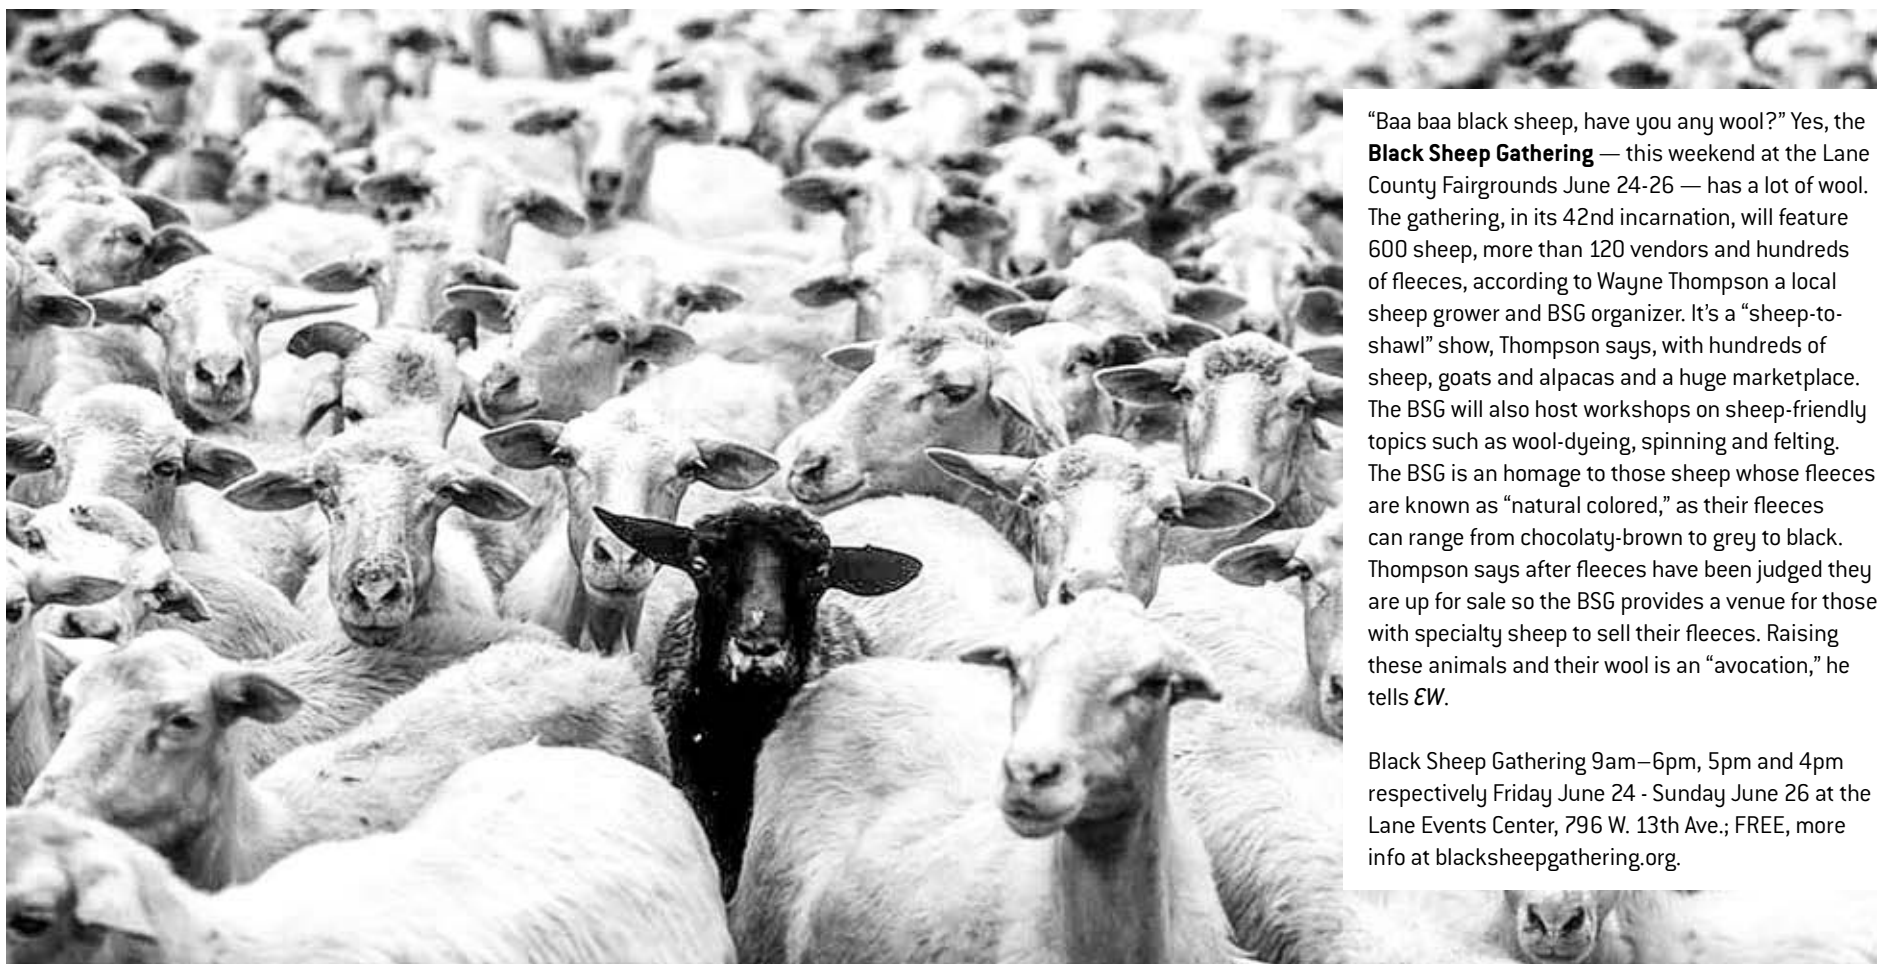 “Baa baa black sheep, have you any wool?” Yes, the
Black Sheep Gathering — this weekend at the Lane
County Fairgrounds June 24-26 — has a lot of wool.
The gathering, in its 42nd incarnation, will feature
600 sheep, more than 120 vendors and hundreds
of fleeces, according to Wayne Thompson a local
sheep grower and BSG organizer. It’s a “sheep-to-
shawl” show, Thompson says, with hundreds of
sheep, goats and alpacas and a huge marketplace.
The BSG will also host workshops on sheep-friendly
topics such as wool-dyeing, spinning and felting.
The BSG is an homage to those sheep whose fleeces
are known as “natural colored,” as their fleeces
can range from chocolaty-brown to grey to black.
Thompson says after fleeces have been judged they
are up for sale so the BSG provides a venue for those
with specialty sheep to sell their fleeces. Raising
these animals and their wool is an “avocation,” he
tells EW.

Black Sheep Gathering 9am–6pm, 5pm and 4pm
respectively Friday June 24 - Sunday June 26 at the
Lane Events Center, 796 W. 13th Ave.; FREE, more
info at blacksheepgathering.org.